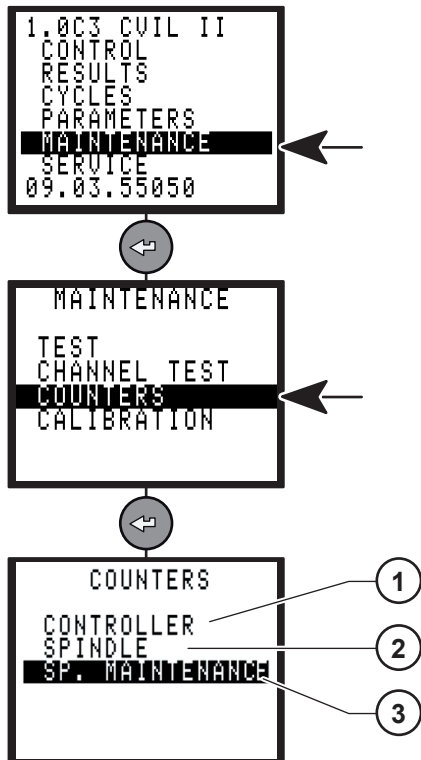 1.0C3 CVIL II
CONTROL
RESULTS
CYCLES
PARAMETERS
MAINTENANCE
SERVICE
09.03.55050
MAINTENANCE
TEST
CHANNEL TEST
COUNTERS
CALIBRATION
COUNTERS
CONTROLLER
SPINDLE
SP. MAINTENANCE
1
2
3